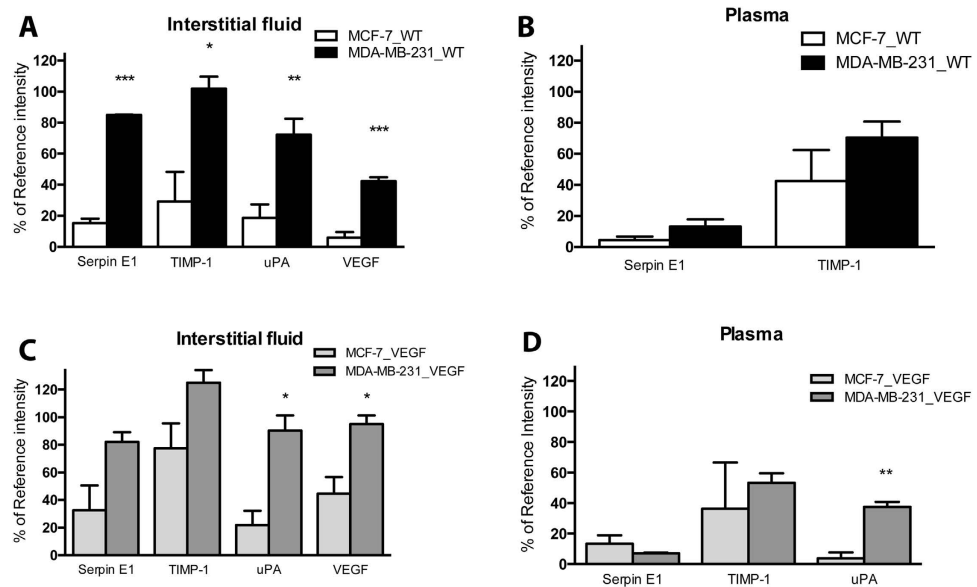 A
Interstitial fluid
MCF-7_WT
MDA-MB-231_WT
% of Reference intensity
120
100
80
60
40
20
0
***
*
**
***
Serpin E1
TIMP-1
uPA
VEGF
B
Plasma
MCF-7_WT
MDA-MB-231_WT
% of Reference intensity
120
100
80
60
40
20
0
Serpin E1
TIMP-1
C
Interstitial fluid
MCF-7_VEGF
MDA-MB-231_VEGF
% of Reference intensity
120
100
80
60
40
20
0
*
*
Serpin E1
TIMP-1
uPA
VEGF
D
Plasma
MCF-7_VEGF
MDA-MB-231_VEGF
% of Reference Intensity
120
100
80
60
40
20
0
**
Serpin E1
TIMP-1
uPA